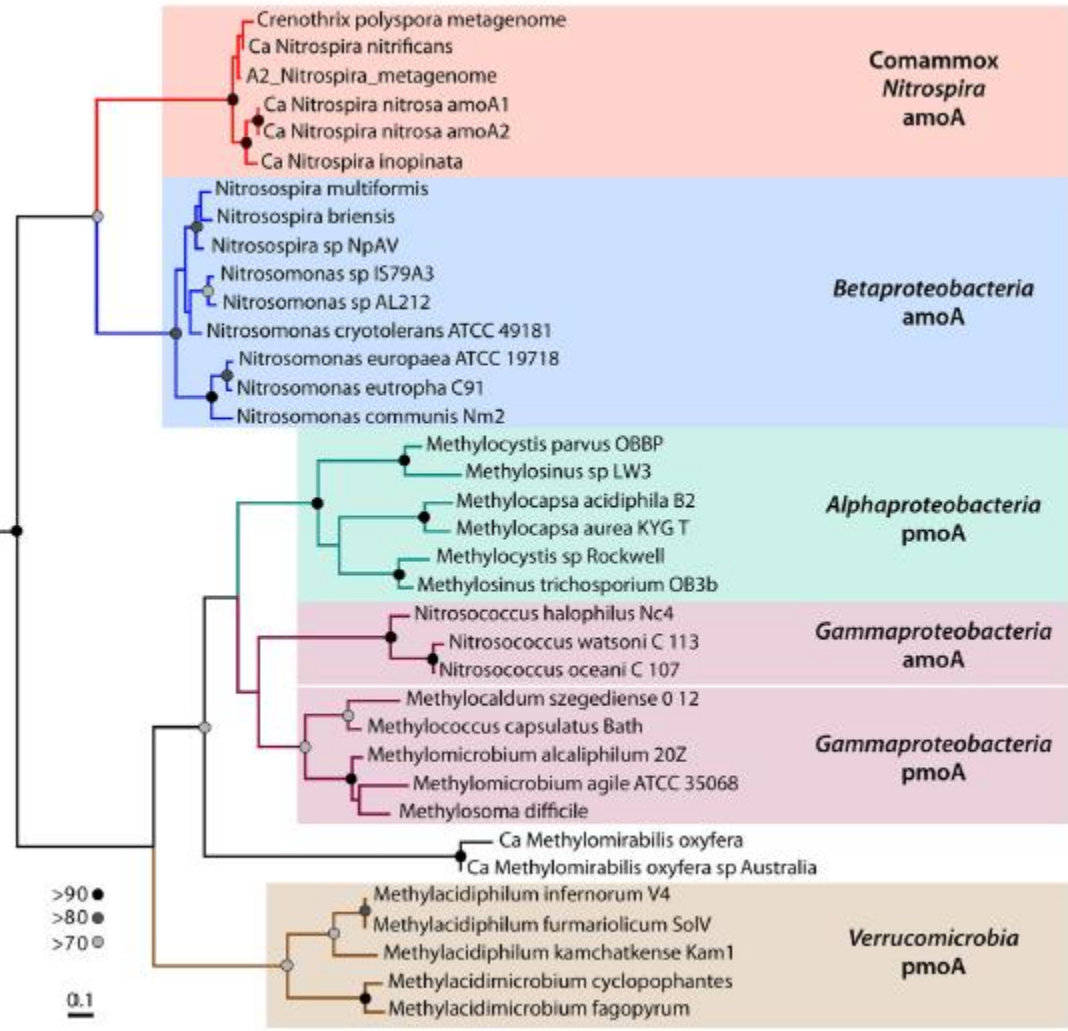 Crenothrix polyspora metagenome
Ca Nitrospira nitrificans
A2_Nitrospira_metagenome
Ca Nitrospira nitrosa amoA1
Ca Nitrospira nitrosa amoA2
Ca Nitrospira inopinata
Comammox
Nitrospira
amoA
Nitrosospira multiformis
Nitrosospira briensis
Nitrosospira sp NpAV
Nitrosomonas sp IS79A3
Nitrosomonas sp AL212
Nitrosomonas cryotolerans ATCC 49181
Nitrosomonas europaea ATCC 19718
Nitrosomonas eutropha C91
Nitrosomonas communis Nm2
Betaproteobacteria
amoA
Methylocystis parvus OBBP
Methylosinus sp LW3
Methylocapsa acidiphila B2
Methylocapsa aurea KYG T
Methylocystis sp Rockwell
Methylosinus trichosporium OB3b
Alphaproteobacteria
pmoA
Nitrosococcus halophilus Nc4
Nitrosococcus watsoni C 113
Nitrosococcus oceani C 107
Gammaproteobacteria
amoA
Methylocaldum szegediense 0 12
Methylococcus capsulatus Bath
Methylomicrobium alcaliphilum 20Z
Methylomicrobium agile ATCC 35068
Methylosoma difficile
Gammaproteobacteria
pmoA
Ca Methylomirabilis oxyfera
Ca Methylomirabilis oxyfera sp Australia
Methylacidiphilum infernorum V4
Methylacidiphilum furmariolicum SolV
Methylacidiphilum kamchatkense Kam1
Methylacidimicrobium cyclopophantes
Methylacidimicrobium fagopyrum
Verrucomicrobia
pmoA
>90
>80
>70
0.1